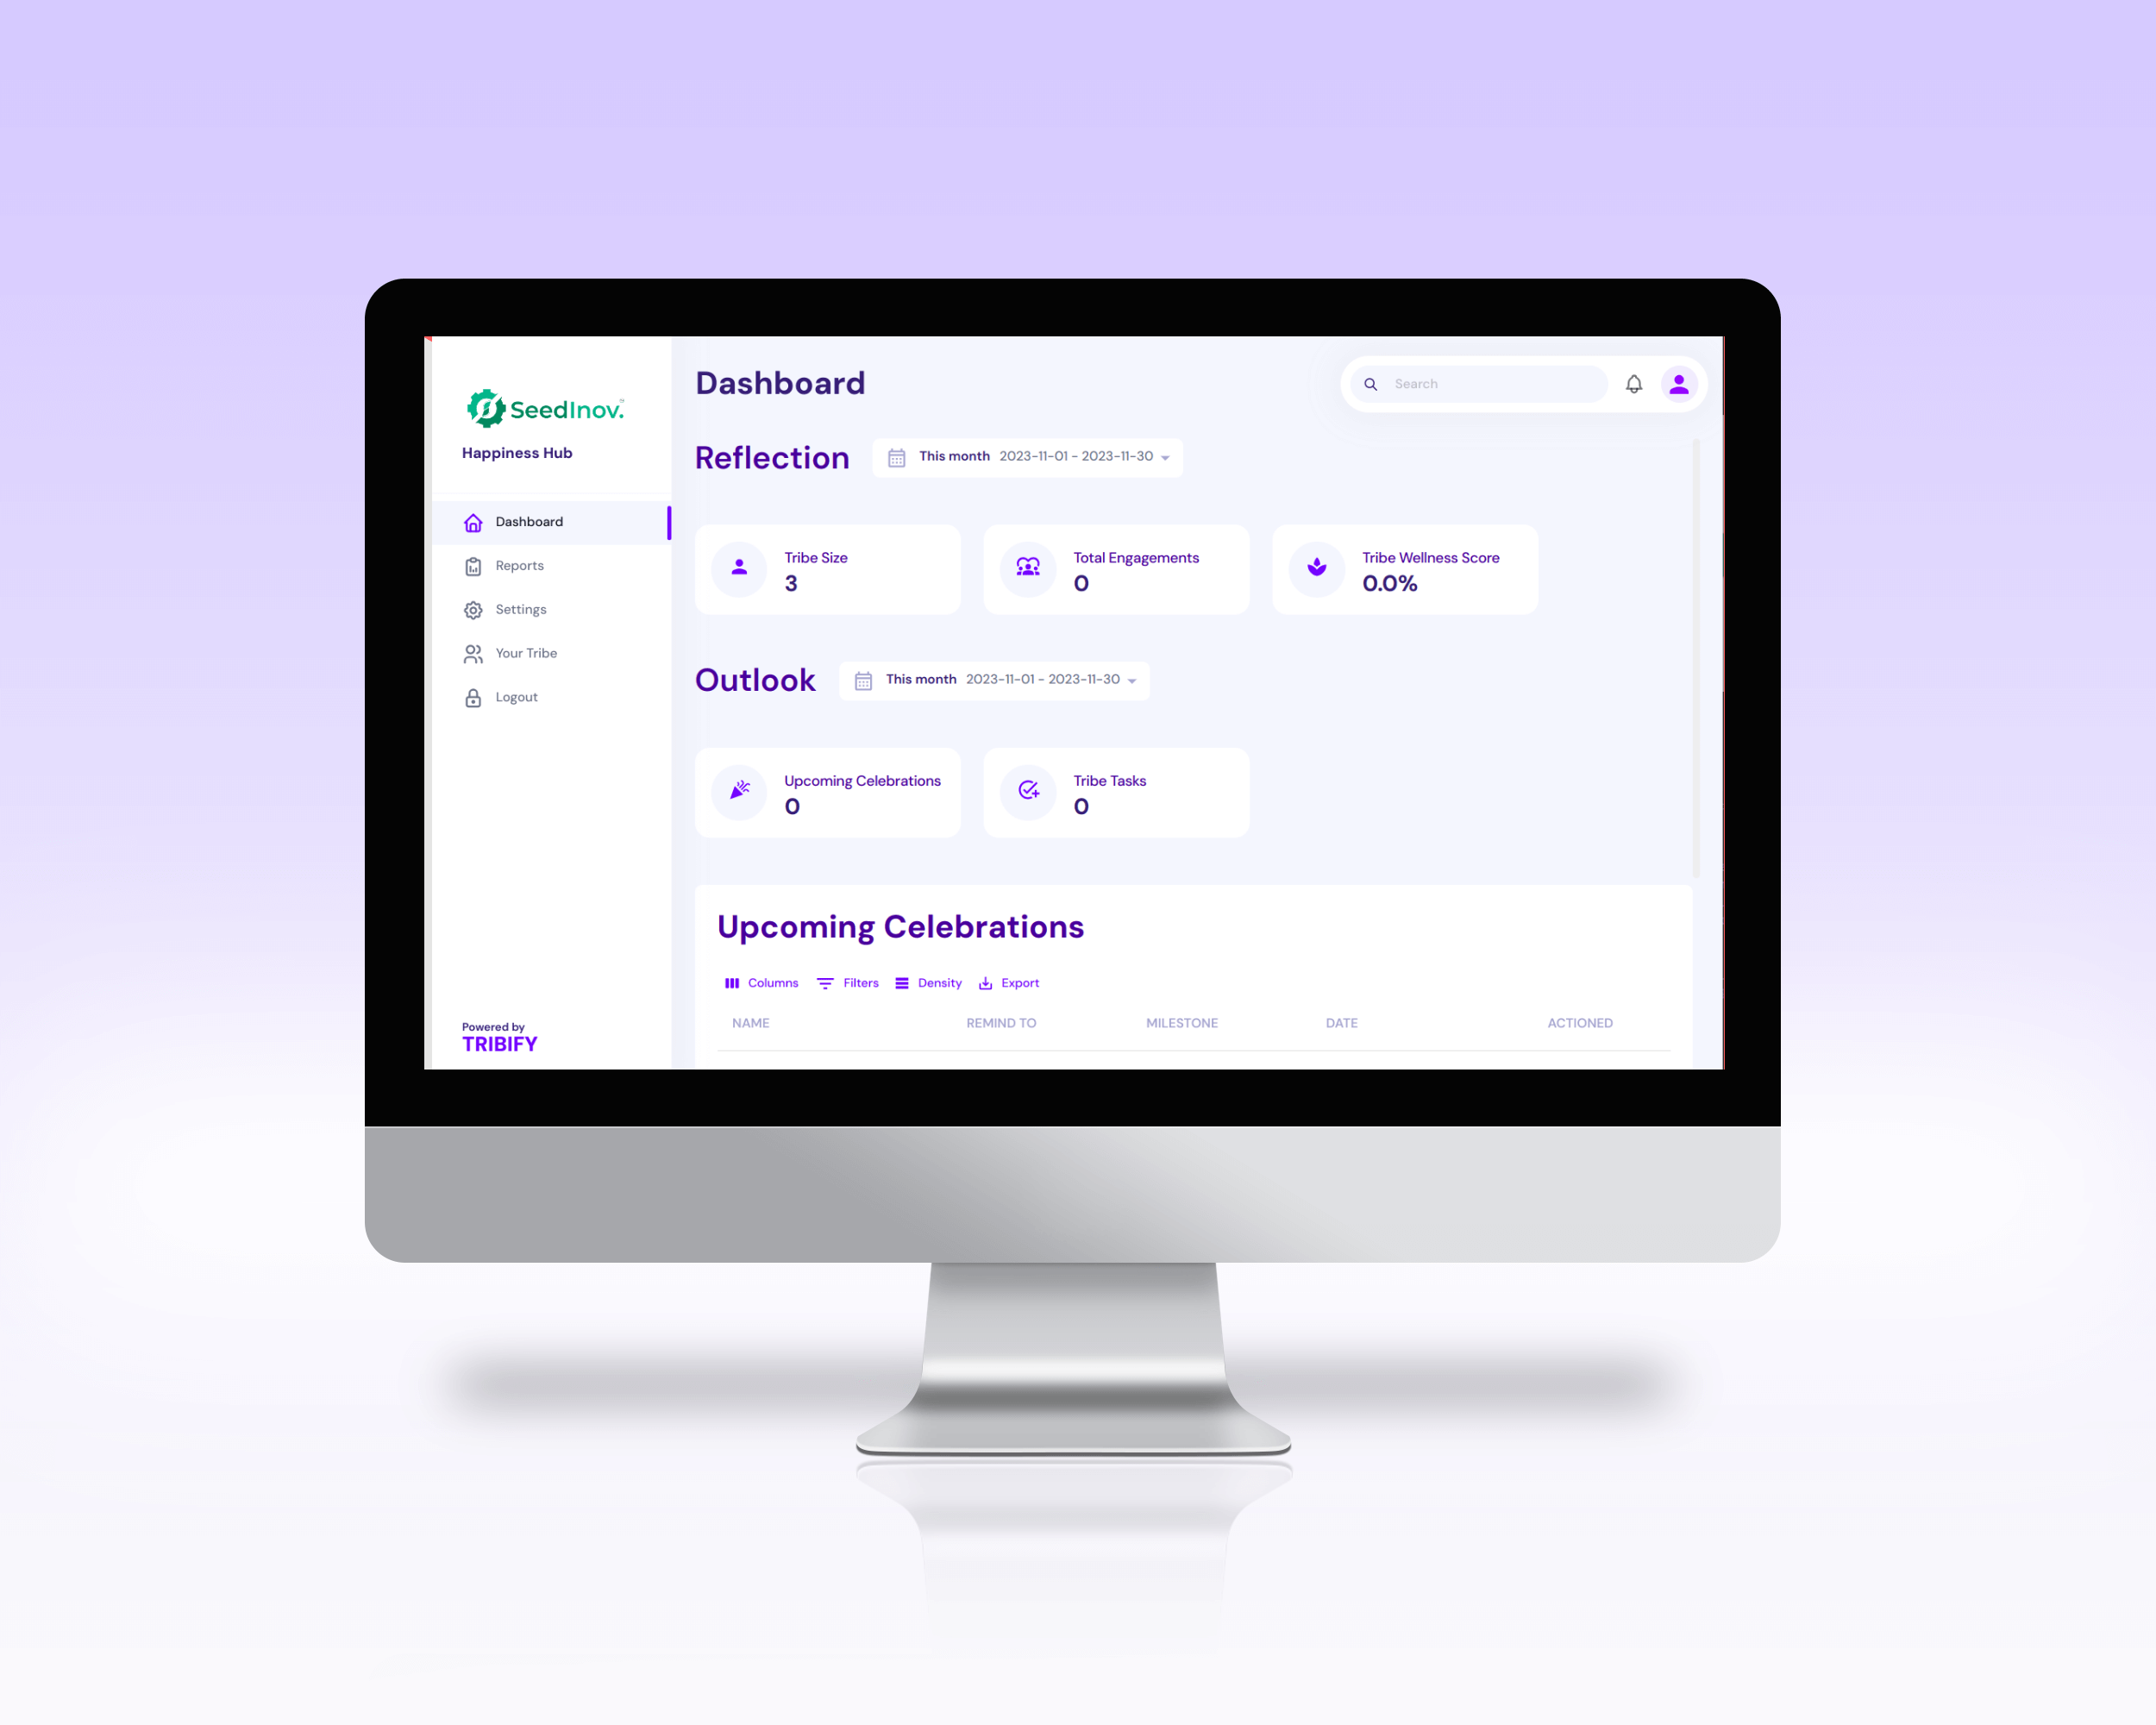 SeedInov.
Happiness Hub
Dashboard
Reports
Settings
Your Tribe
Logout
Powered by
TRIBIFY
Dashboard
Search
Reflection
This month 2023-11-01 - 2023-11-30
Tribe Size
3
Total Engagements
0
Tribe Wellness Score
0.0%
Outlook
This month 2023-11-01 - 2023-11-30
Upcoming Celebrations
0
Tribe Tasks
0
Upcoming Celebrations
Columns Filters Density Export
NAME REMIND TO MILESTONE DATE ACTIONED